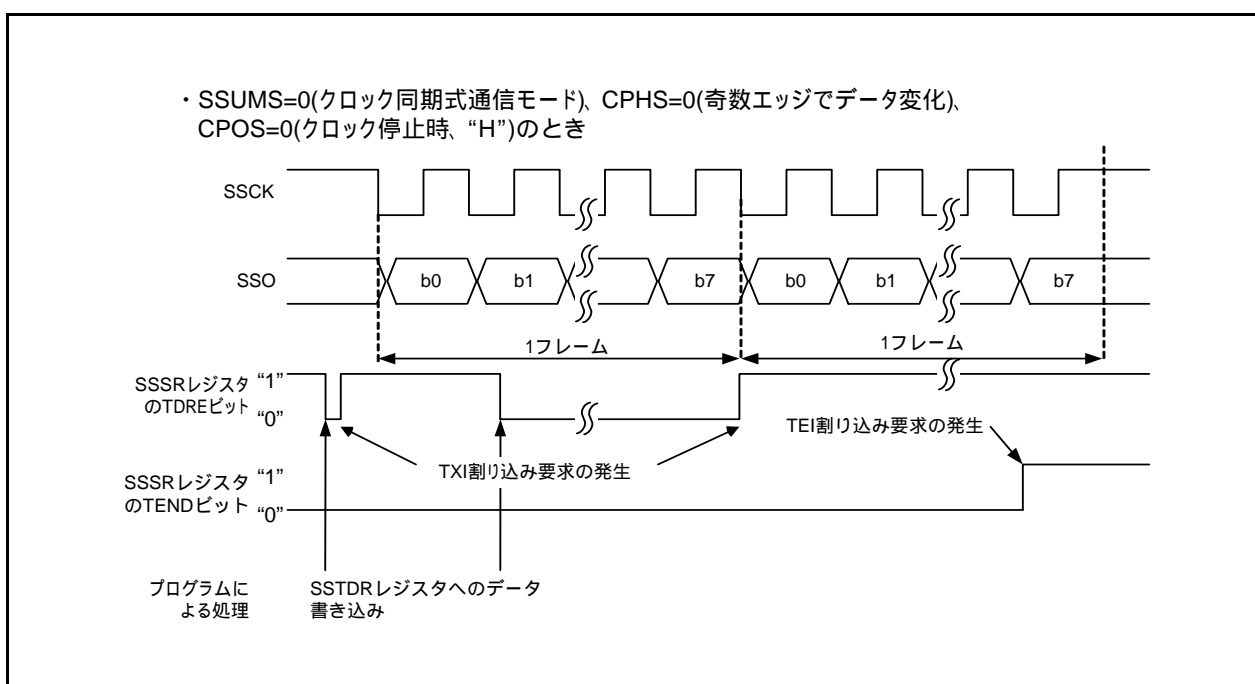 ・SSUMS=0(クロック同期式通信モード)、CPHS=0(奇数エッジでデータ変化)、
CPOS=0(クロック停止時、“H”)のとき
SSCK
SSO
b0
b1
b7
b0
b1
b7
1フレーム
1フレーム
SSSRレジスタ
のTDREビット
“1”
“0”
TXI割り込み要求の発生
TEI割り込み要求の発生
SSSRレジスタ
のTENDビット
“1”
“0”
プログラムに
よる処理
SSTDRレジスタへのデータ
書き込み